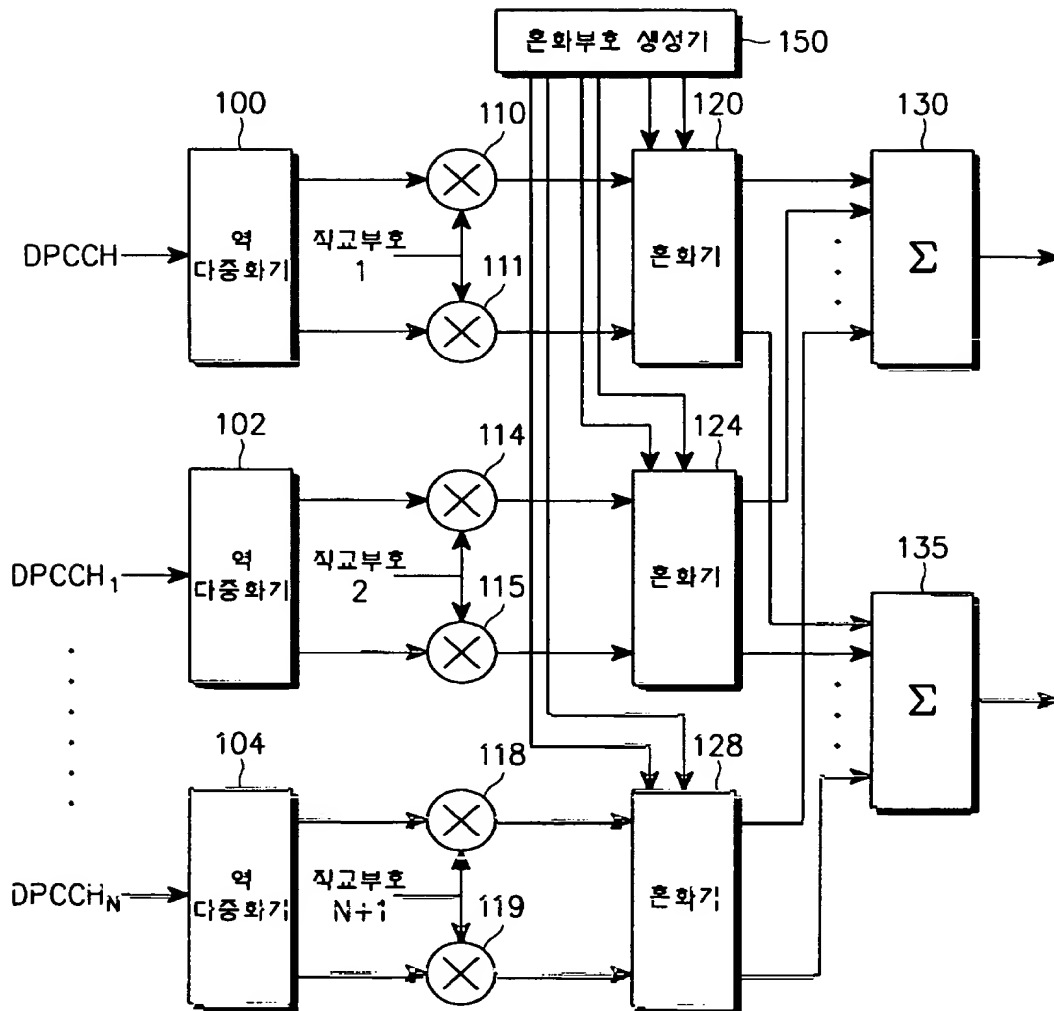 혼화부호 생성기
150
100
110
120
130
DPCCH
역
다중화기
직교부호
1
혼화기
Σ
111
102
114
124
DPCCH₁
역
다중화기
직교부호
2
혼화기
135
Σ
115
104
118
128
DPCCHN
역
다중화기
직교부호
N+1
혼화기
119